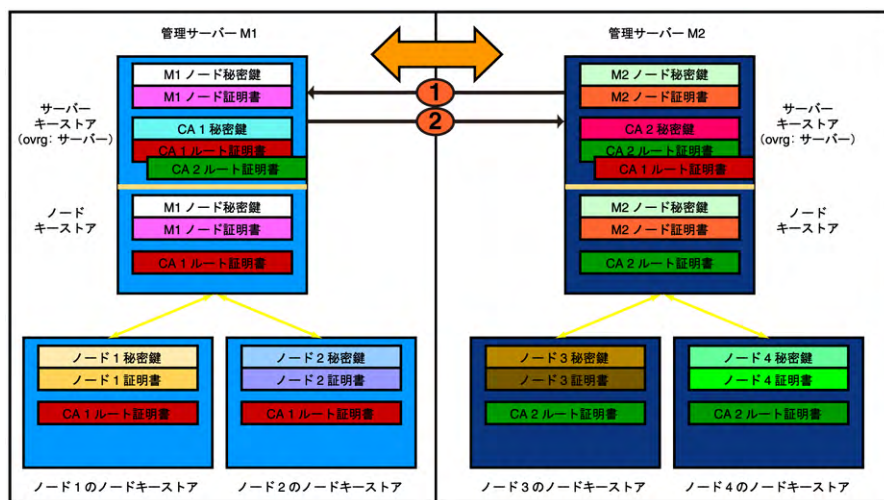 管理サーバー M1
M1 ノード秘密鍵
M1 ノード証明書
サーバー
キーストア
(ovrg: サーバー)
CA 1 秘密鍵
CA 1 ルート証明書
CA 2 ルート証明書
ノード
キーストア
M1 ノード秘密鍵
M1 ノード証明書
CA 1 ルート証明書
1
2
管理サーバー M2
M2 ノード秘密鍵
M2 ノード証明書
サーバー
キーストア
(ovrg: サーバー)
CA 2 秘密鍵
CA 2 ルート証明書
CA 1 ルート証明書
ノード
キーストア
M2 ノード秘密鍵
M2 ノード証明書
CA 2 ルート証明書
ノード 1 秘密鍵
ノード 1 証明書
CA 1 ルート証明書
ノード 1 のノードキーストア
ノード 2 秘密鍵
ノード 2 証明書
CA 1 ルート証明書
ノード 2 のノードキーストア
ノード 3 秘密鍵
ノード 3 証明書
CA 2 ルート証明書
ノード 3 のノードキーストア
ノード 4 秘密鍵
ノード 4 証明書
CA 2 ルート証明書
ノード 4 のノードキーストア